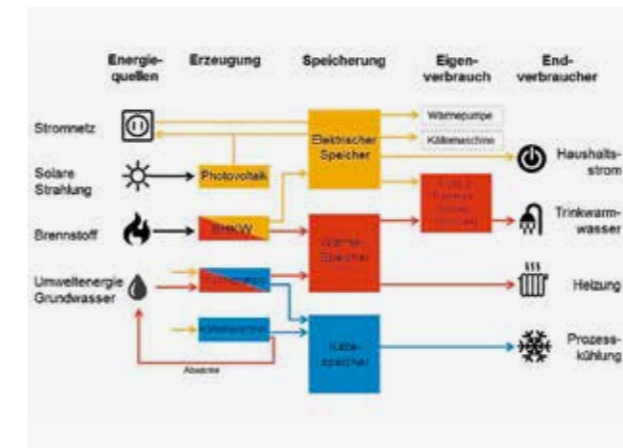 Energie-
quellen
Erzeugung
Speicherung
Eigen-
verbrauch
End-
verbraucher
Stromnetz
Elektrischer
Speicher
Wärmepumpe
Kältemaschine
Haushalts-
strom
Solare
Strahlung
Photovoltaik
Brennstoff
BHKW
Wärme-
Speicher
Trinkwarm-
wasser
Umweltenergie
Grundwasser
Heizung
Kälte-
speicher
Prozess-
kühlung
Abwärme